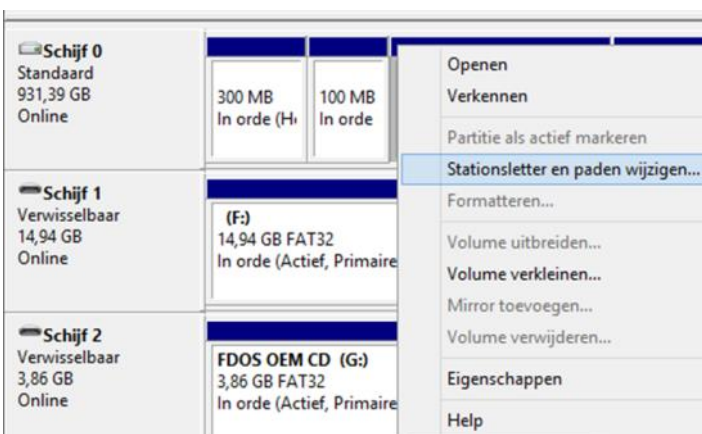 Schijf 0
Standaard
931,39 GB
Online
300 MB
In orde (H
100 MB
In orde
Schijf 1
Verwisselbaar
14,94 GB
Online
(F:)
14,94 GB FAT32
In orde (Actief, Primaire
Schijf 2
Verwisselbaar
3,86 GB
Online
FDOS OEM CD (G:)
3,86 GB FAT32
In orde (Actief, Primaire
Openen
Verkennen
Partitie als actief markeren
Stationsletter en paden wijzigen...
Formatteren...
Volume uitbreiden...
Volume verkleinen...
Mirror toevoegen...
Volume verwijderen...
Eigenschappen
Help